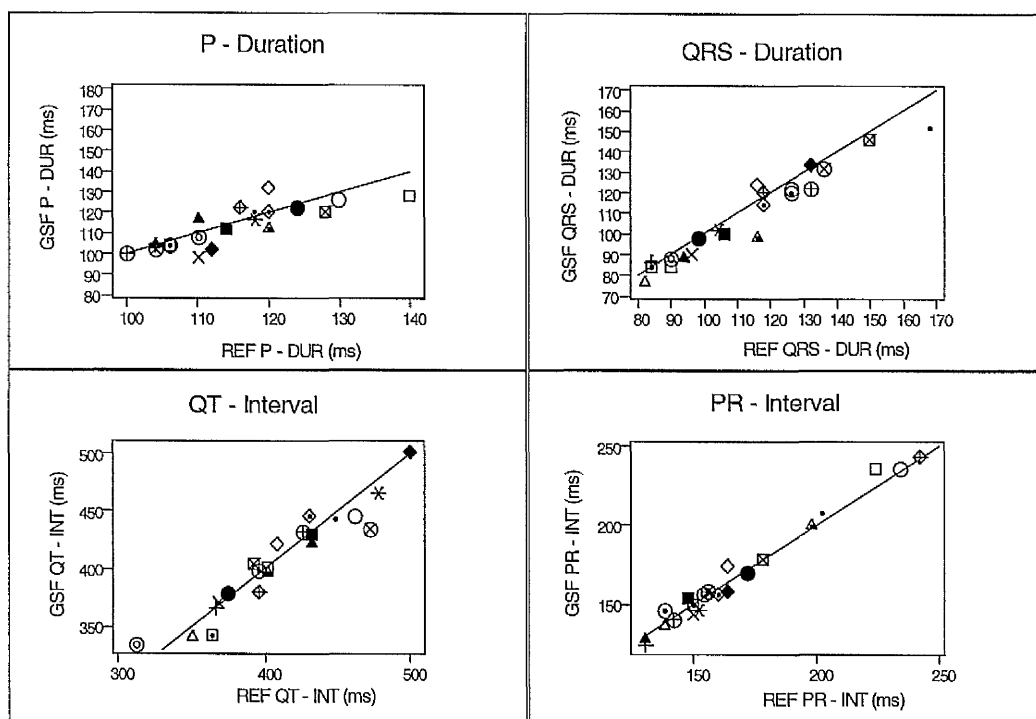 P - Duration
GSF P - DUR (ms)
180
170
160
150
140
130
120
110
100
90
80
100 110 120 130 140
REF P - DUR (ms)
QRS - Duration
GSF QRS - DUR (ms)
170
160
150
140
130
120
110
100
90
80
70
80 90 100 110 120 130 140 150 160 170
REF QRS - DUR (ms)
QT - Interval
GSF QT - INT (ms)
500
450
400
350
300 400 500
REF QT - INT (ms)
PR - Interval
GSF PR - INT (ms)
250
200
150
150 200 250
REF PR - INT (ms)